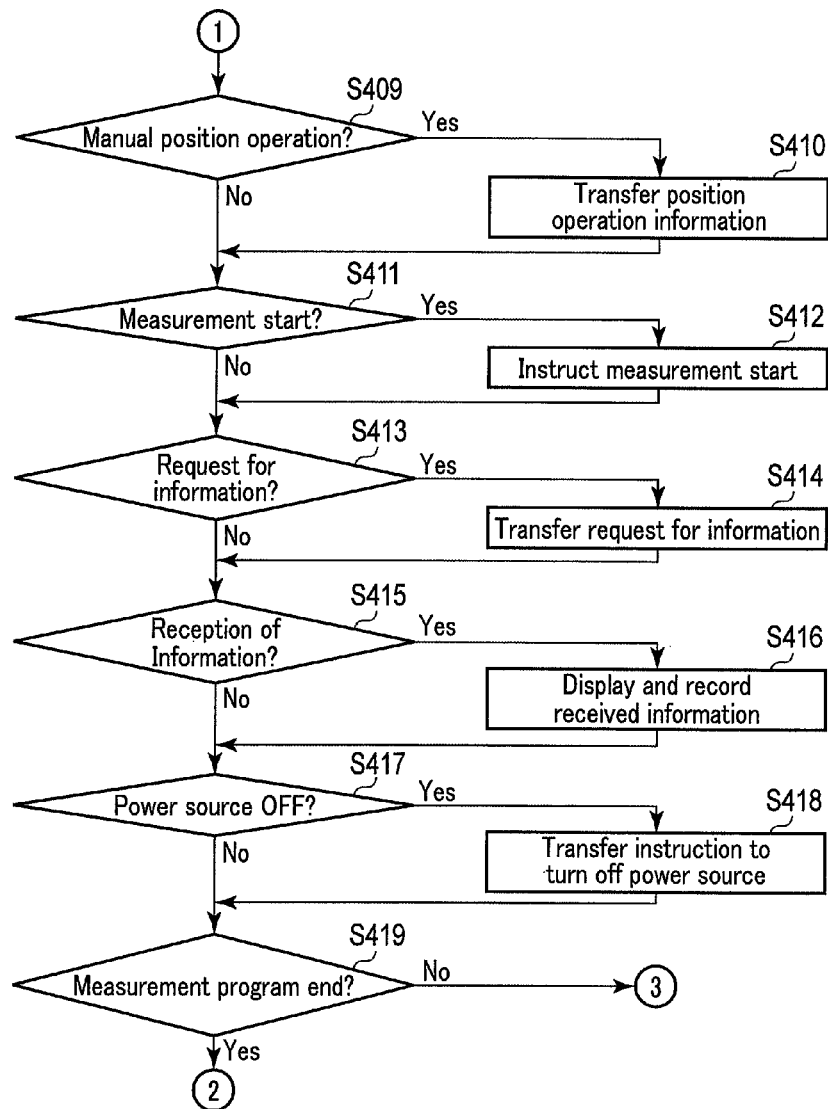 1
S409
Manual position operation?
Yes
No
S410
Transfer position
operation information
S411
Measurement start?
Yes
No
S412
Instruct measurement start
S413
Request for
information?
Yes
No
S414
Transfer request for information
S415
Reception of
Information?
Yes
No
S416
Display and record
received information
S417
Power source OFF?
Yes
No
S418
Transfer instruction to
turn off power source
S419
Measurement program end?
No
3
Yes
2